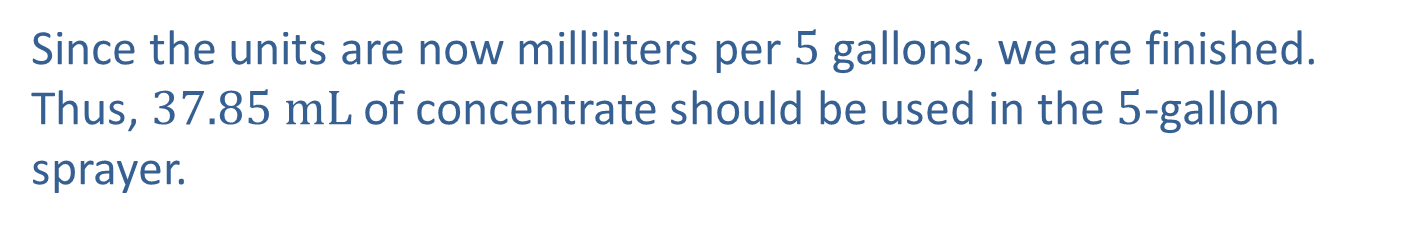 Since the units are now milliliters per 5 gallons, we are finished.
Thus, 37.85 mL of concentrate should be used in the 5-gallon
sprayer.